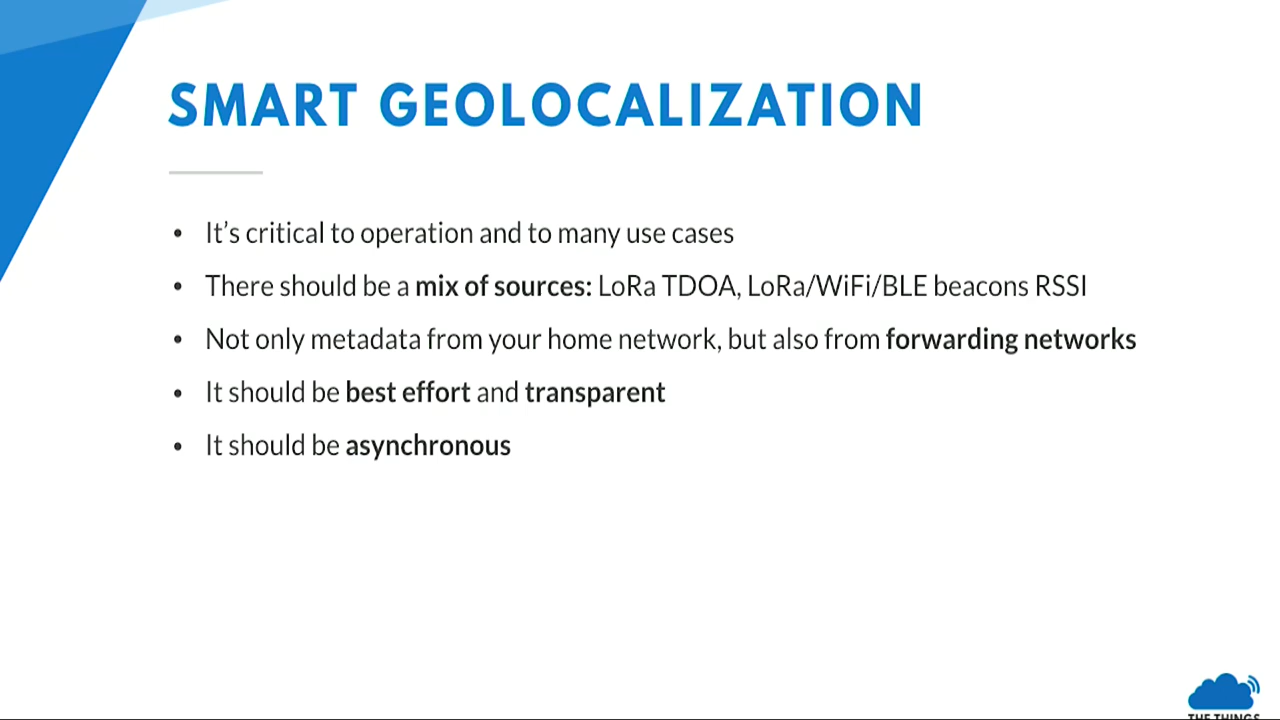 SMART GEOLOCALIZATION
• It's critical to operation and to many use cases
• There should be a mix of sources: LoRa TDOA, LoRa/WiFi/BLE beacons RSSI
• Not only metadata from your home network, but also from forwarding networks
• It should be best effort and transparent
• It should be asynchronous
THE THINGS